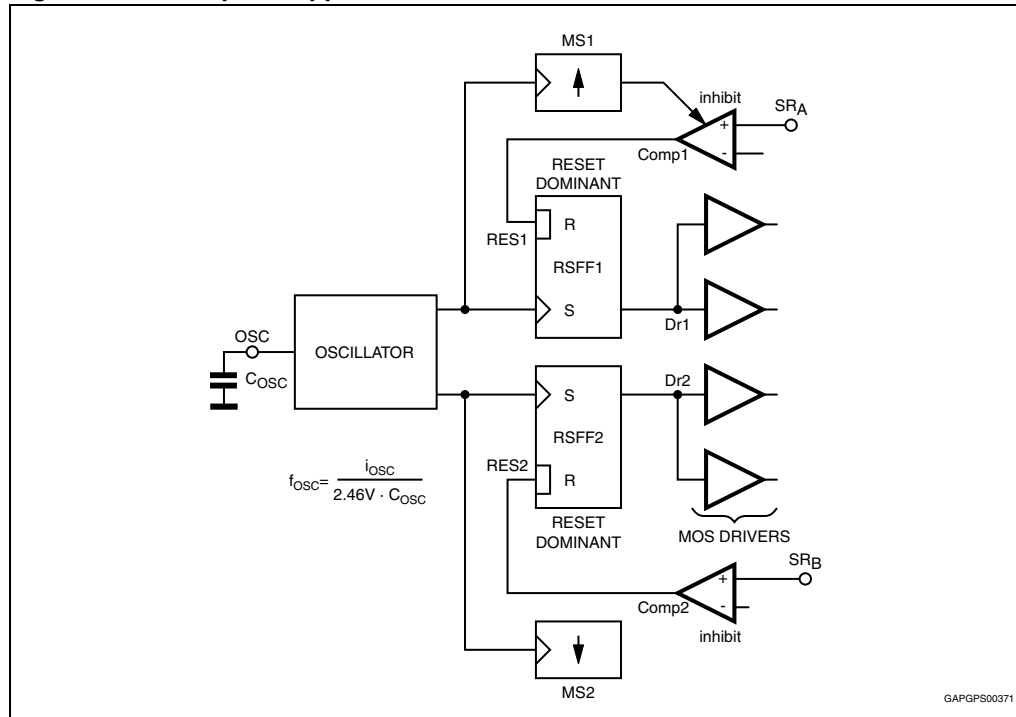 MS1
inhibit
SRA
+
-
Comp1
RESET
DOMINANT
R
RES1
RSFF1
S
Dr1
OSC
OSCILLATOR
COSC
fOSC= iOSC / 2.46V · COSC
Dr2
S
RSFF2
RES2
R
RESET
DOMINANT
MOS DRIVERS
SRB
+
-
Comp2
inhibit
MS2
GAPGPS00371